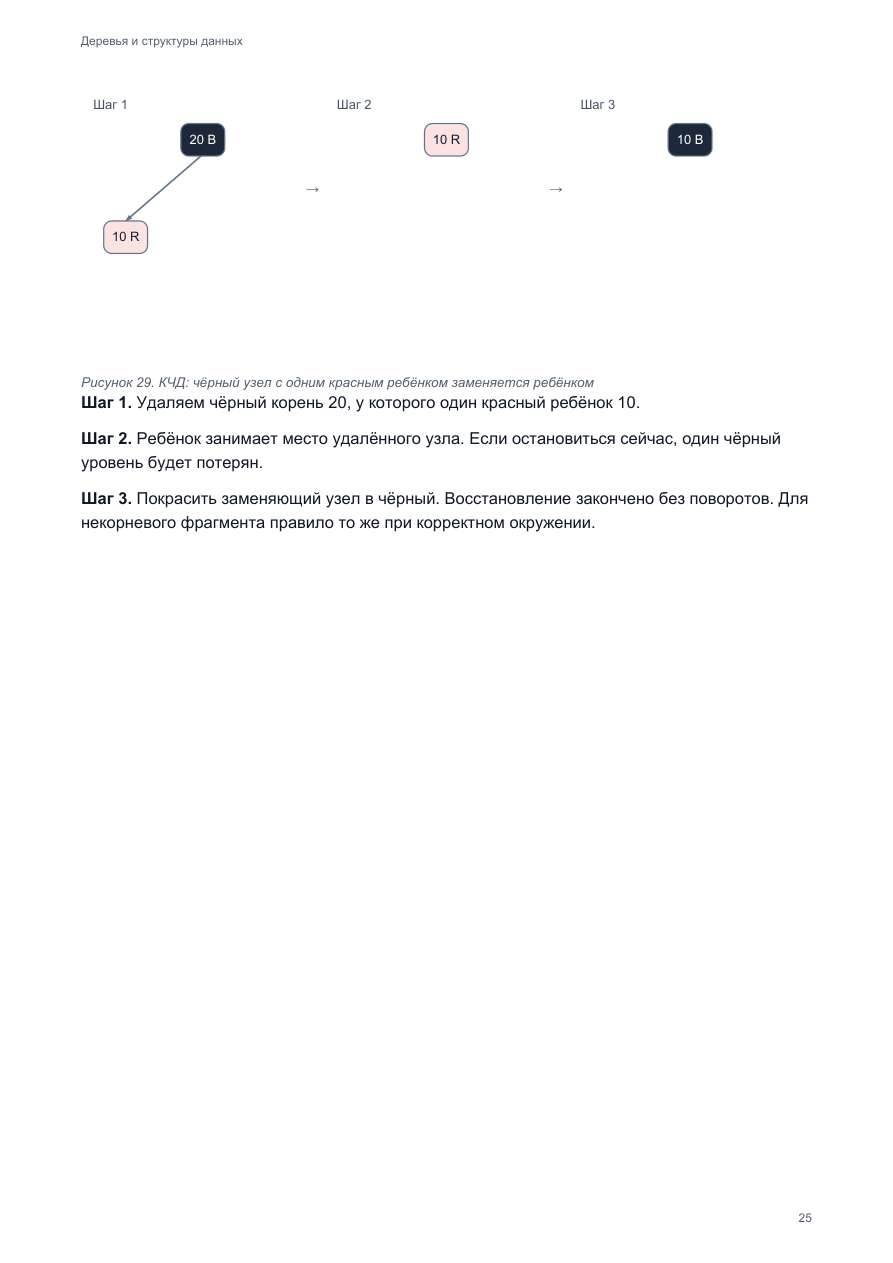 Деревья и структуры данных
Шаг 1
Шаг 2
Шаг 3
20 B
10 R
10 B
→
→
10 R
Рисунок 29. КЧД: чёрный узел с одним красным ребёнком заменяется ребёнком
Шаг 1. Удаляем чёрный корень 20, у которого один красный ребёнок 10.
Шаг 2. Ребёнок занимает место удалённого узла. Если остановиться сейчас, один чёрный
уровень будет потерян.
Шаг 3. Покрасить заменяющий узел в чёрный. Восстановление закончено без поворотов. Для
некорневого фрагмента правило то же при корректном окружении.
25